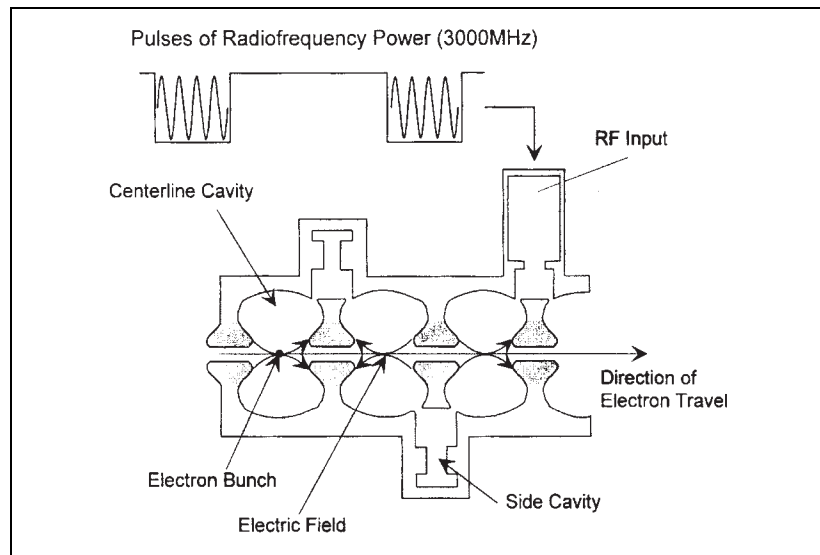 Pulses of Radiofrequency Power (3000MHz)
RF Input
Centerline Cavity
Direction of
Electron Travel
Electron Bunch
Side Cavity
Electric Field